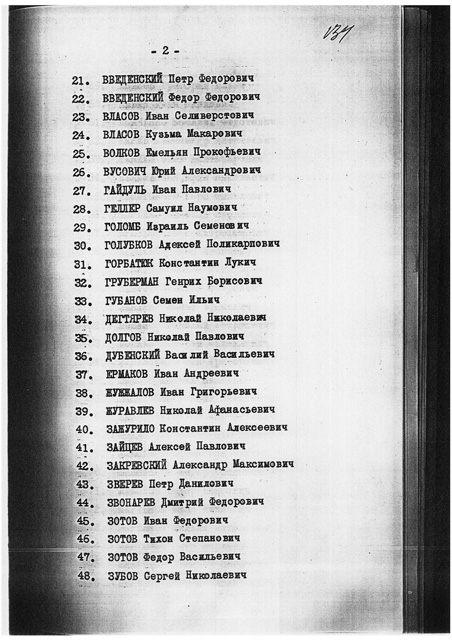 137
- 2 -
21. ВВЕДЕНСКИЙ Петр Федорович
22. ВВЕДЕНСКИЙ Федор Федорович
23. ВЛАСОВ Иван Селиверстович
24. ВЛАСОВ Кузьма Макарович
25. ВОЛКОВ Емельян Прокофьевич
26. ВУСОВИЧ Юрий Александрович
27. ГАЙДУЛЬ Иван Павлович
28. ГЕЛЛЕР Самуил Наумович
29. ГОЛОМБ Израиль Семенович
30. ГОЛУБКОВ Адексей Поликарпович
31. ГОРБАТЮК Константин Лукич
32. ГРУБЕРМАН Генрих Борисович
33. ГУБАНОВ Семен Ильич
34. ДЕГТЯРЕВ Николай Николаевич
35. ДОЛГОВ Николай Павлович
36. ДУБЕНСКИЙ Василий Васильевич
37. ЕРМАКОВ Иван Андреевич
38. ЖУЖЖАЛОВ Иван Григорьевич
39. ЖУРАВЛЕВ Николай Афанасьевич
40. ЗАЖУРИЛО Константин Алексеевич
41. ЗАЙЦЕВ Алексей Павлович
42. ЗАКРЕВСКИЙ Александр Максимович
43. ЗВЕРЕВ Петр Данилович
44. ЗВОНАРЕВ Дмитрий Федорович
45. ЗОТОВ Иван Федорович
46. ЗОТОВ Тихон Степанович
47. ЗОТОВ Федор Васильевич
48. ЗУБОВ Сергей Николаевич